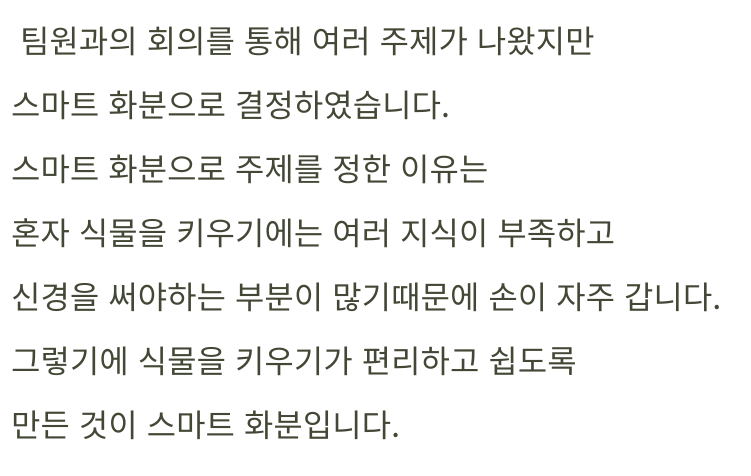 팀원과의 회의를 통해 여러 주제가 나왔지만
스마트 화분으로 결정하였습니다.
스마트 화분으로 주제를 정한 이유는
혼자 식물을 키우기에는 여러 지식이 부족하고
신경을 써야하는 부분이 많기때문에 손이 자주 갑니다.
그렇기에 식물을 키우기가 편리하고 쉽도록
만든 것이 스마트 화분입니다.